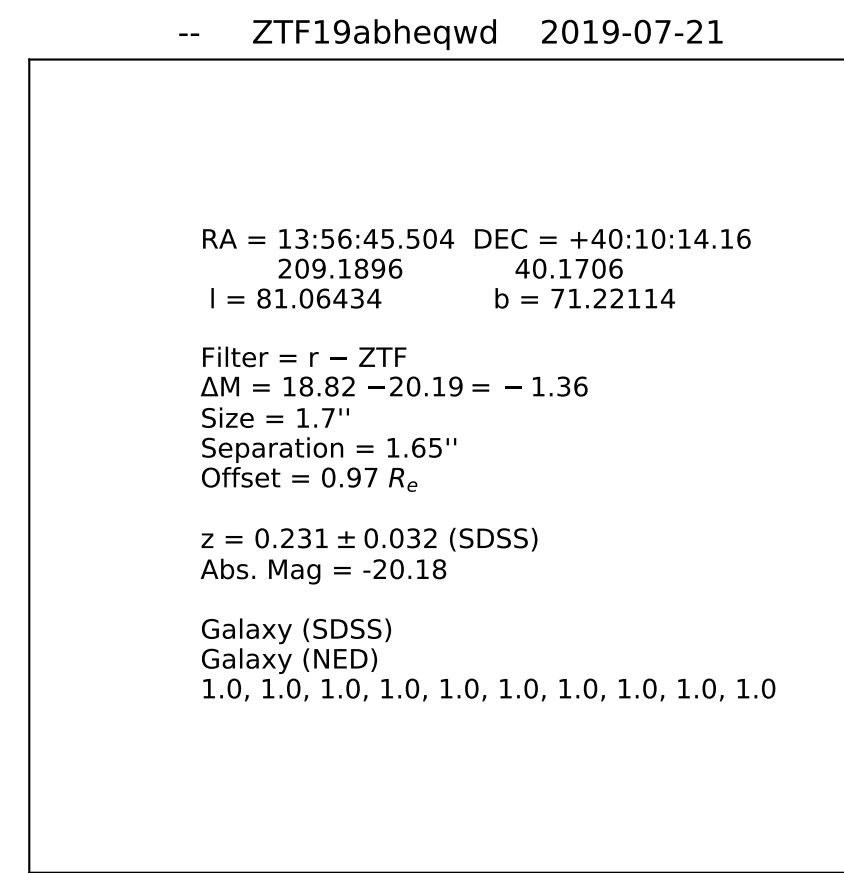 -- ZTF19abheqwd 2019-07-21
RA = 13:56:45.504 DEC = +40:10:14.16
209.1896 40.1706
l = 81.06434 b = 71.22114
Filter = r − ZTF
ΔM = 18.82 −20.19 = − 1.36
Size = 1.7''
Separation = 1.65''
Offset = 0.97 Re
z = 0.231 ± 0.032 (SDSS)
Abs. Mag = -20.18
Galaxy (SDSS)
Galaxy (NED)
1.0, 1.0, 1.0, 1.0, 1.0, 1.0, 1.0, 1.0, 1.0, 1.0